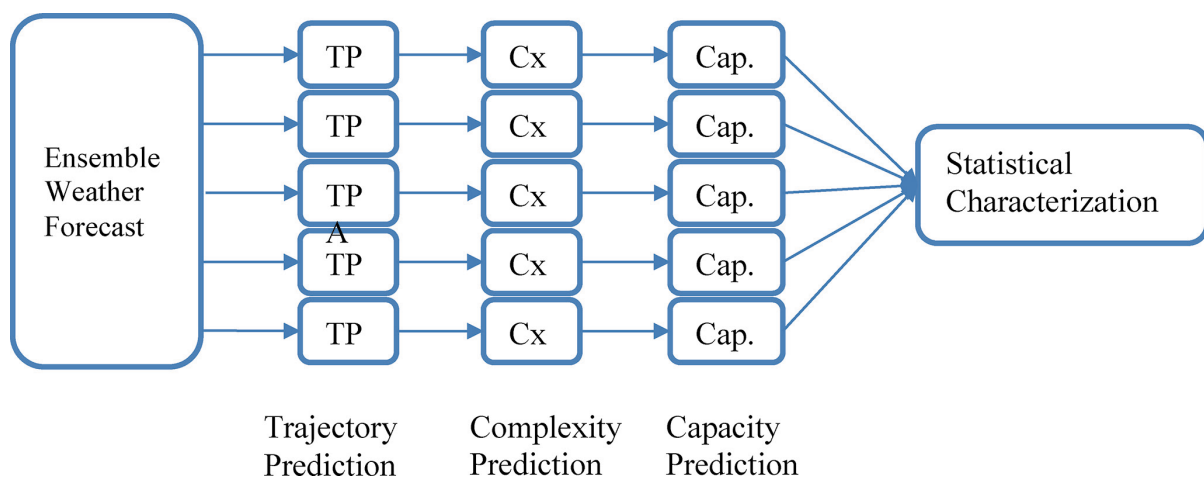 TP
Cx
Cap.
TP
Cx
Cap.
Ensemble
Weather
Forecast
TP
A
Cx
Cap.
Statistical
Characterization
TP
Cx
Cap.
TP
Cx
Cap.
Trajectory
Prediction
Complexity
Prediction
Capacity
Prediction